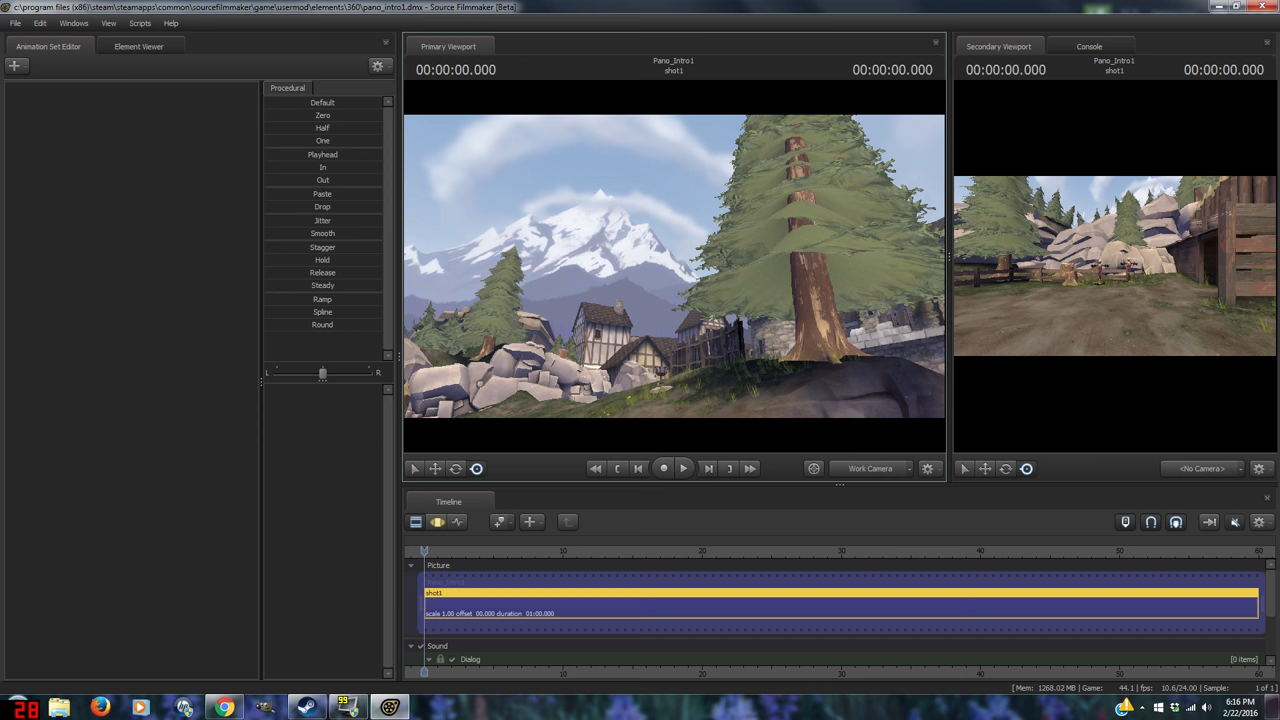 c:\program files (x86)\steam\steamapps\common\sourcefilmmaker\game\usermod\elements\360\pano_intro1.dmx - Source Filmmaker [Beta]
File Edit Windows View Scripts Help
Animation Set Editor Element Viewer
Procedural
Default
Zero
Half
One
Playhead
In
Out
Paste
Drop
Jitter
Smooth
Stagger
Hold
Release
Steady
Ramp
Spline
Round
L R
Primary Viewport
00:00:00.000 Pano_Intro1 00:00:00.000
shot1
Work Camera
Secondary Viewport Console
00:00:00.000 Pano_Intro1 00:00:00.000
shot1
<No Camera>
Timeline
10 20 30 40 50 60
Picture
Pano_Intro1
shot1
scale 1.00 offset 00.000 duration 01:00.000
Sound
Dialog [0 items]
10 20 30 40 50 60
[ Mem: 1268.02 MB | Game: 44.1 | fps: 10.6/24.00 | Sample: 1 of 1 ]
28
99
6:16 PM
2/22/2016